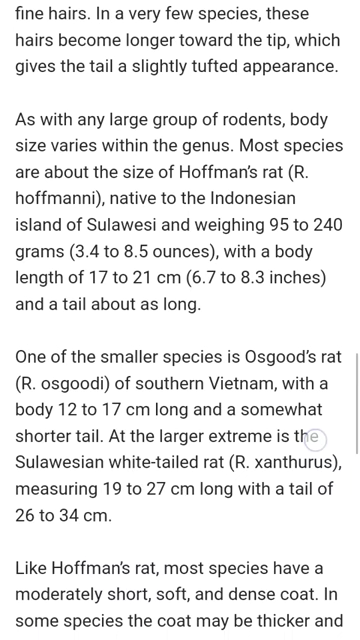 fine hairs. In a very few species, these
hairs become longer toward the tip, which
gives the tail a slightly tufted appearance.
As with any large group of rodents, body
size varies within the genus. Most species
are about the size of Hoffman’s rat (R.
hoffmanni), native to the Indonesian
island of Sulawesi and weighing 95 to 240
grams (3.4 to 8.5 ounces), with a body
length of 17 to 21 cm (6.7 to 8.3 inches)
and a tail about as long.
One of the smaller species is Osgood’s rat
(R. osgoodi) of southern Vietnam, with a
body 12 to 17 cm long and a somewhat
shorter tail. At the larger extreme is the
Sulawesian white-tailed rat (R. xanthurus),
measuring 19 to 27 cm long with a tail of
26 to 34 cm.
Like Hoffman’s rat, most species have a
moderately short, soft, and dense coat. In
some species the coat may be thicker and